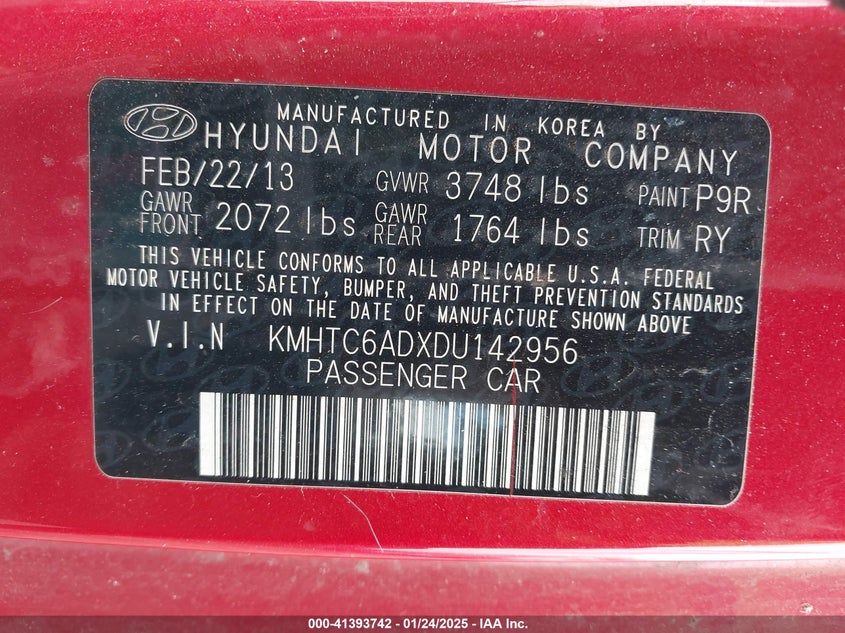 MANUFACTURED IN KOREA BY
HYUNDAI MOTOR COMPANY
FEB/22/13 GVWR 3748 lbs PAINT P9R
GAWR FRONT 2072 lbs GAWR REAR 1764 lbs TRIM RY
THIS VEHICLE CONFORMS TO ALL APPLICABLE U.S.A. FEDERAL
MOTOR VEHICLE SAFETY, BUMPER, AND THEFT PREVENTION STANDARDS
IN EFFECT ON THE DATE OF MANUFACTURE SHOWN ABOVE
V.I.N KMHTC6ADXDU142956
PASSENGER CAR
000-41393742 - 01/24/2025 - IAA Inc.